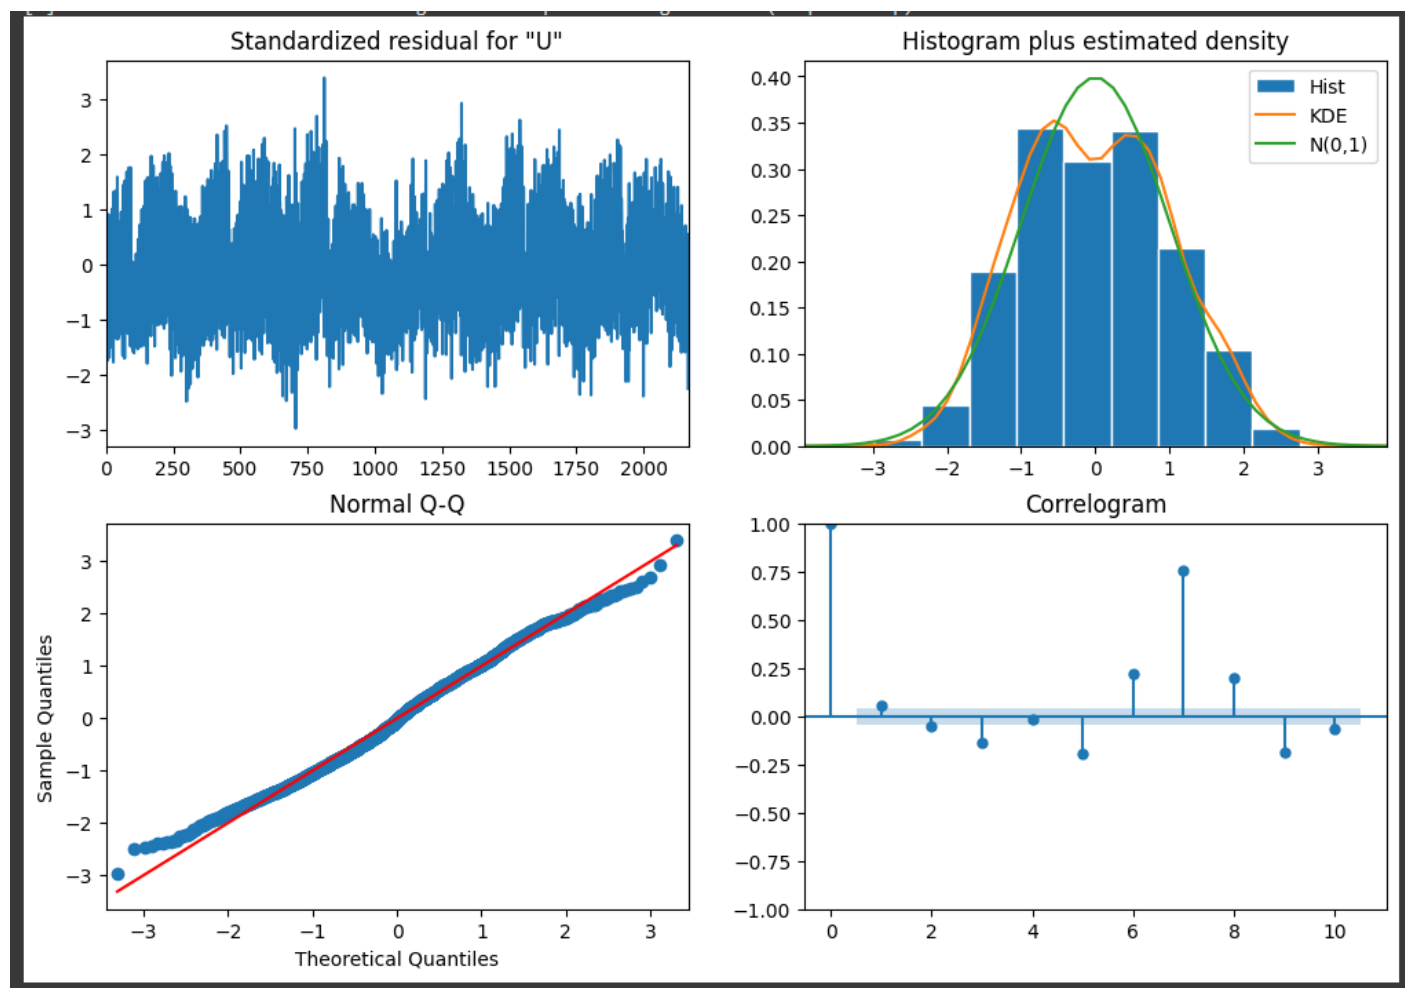 Standardized residual for "U"
3
2
1
0
−1
−2
−3
0 250 500 750 1000 1250 1500 1750 2000
Histogram plus estimated density
0.40
0.35
0.30
0.25
0.20
0.15
0.10
0.05
0.00
Hist
KDE
N(0,1)
−3 −2 −1 0 1 2 3
Normal Q-Q
Sample Quantiles
3
2
1
0
−1
−2
−3
−3 −2 −1 0 1 2 3
Theoretical Quantiles
Correlogram
1.00
0.75
0.50
0.25
0.00
−0.25
−0.50
−0.75
−1.00
0 2 4 6 8 10